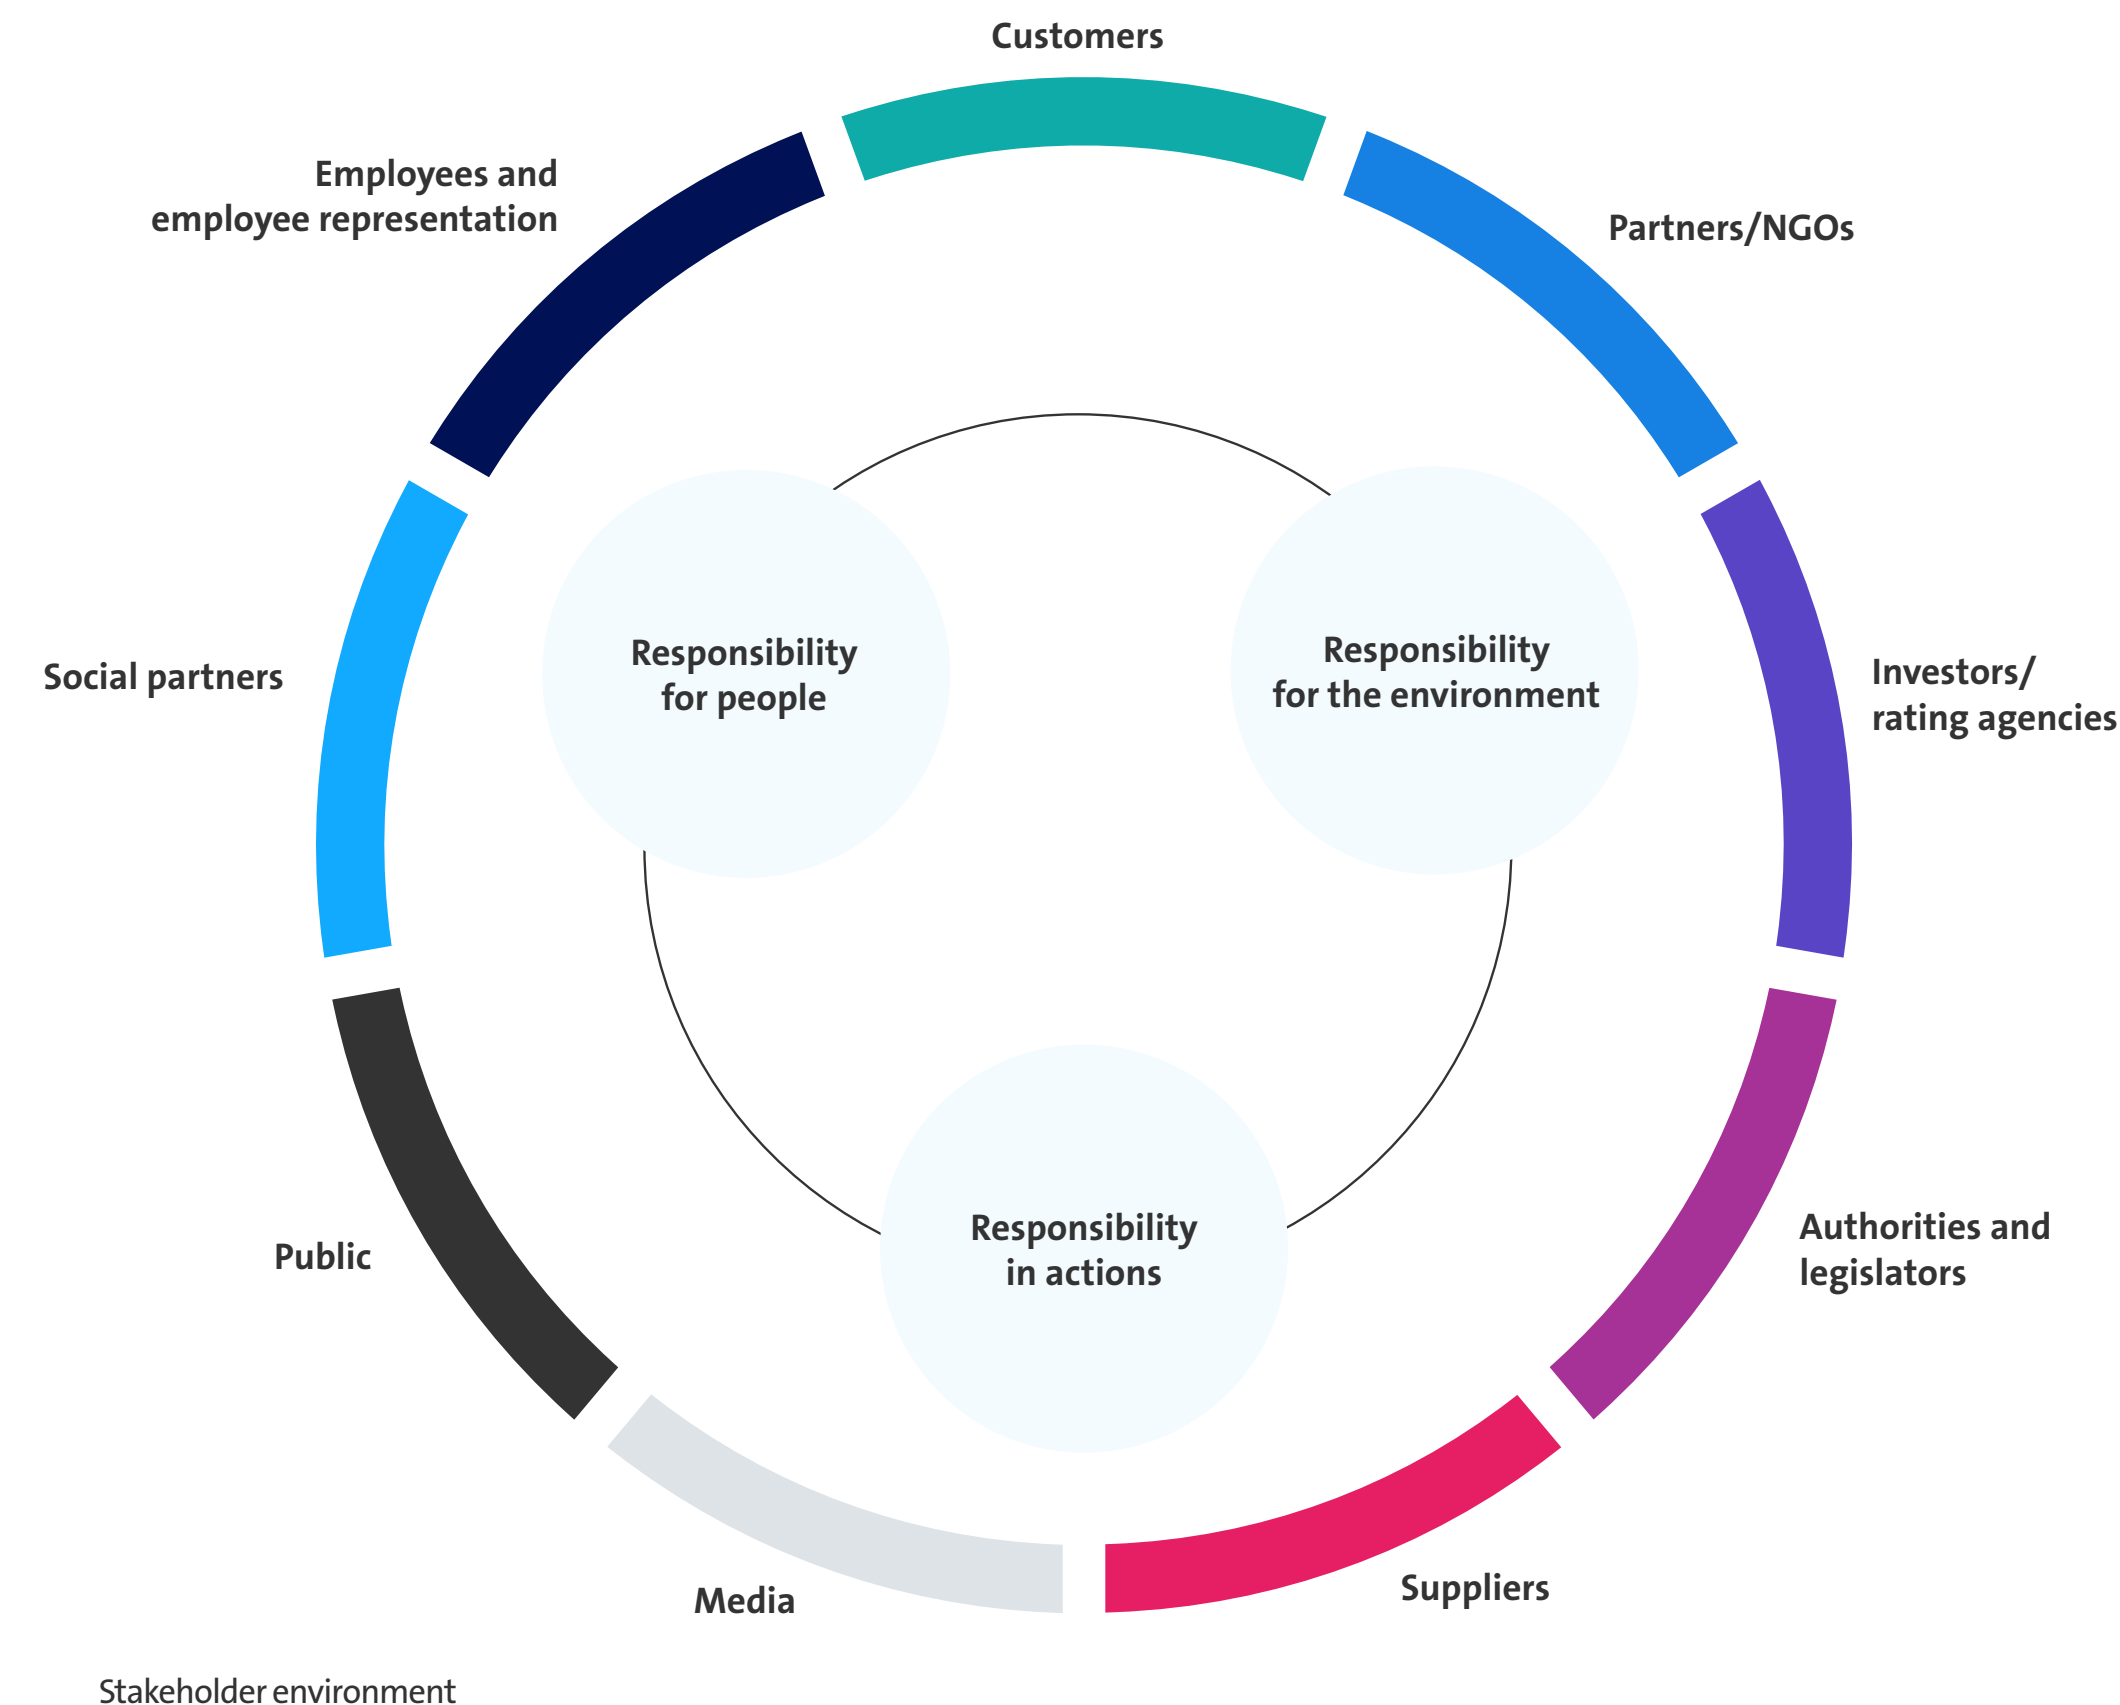 Customers
Employees and
employee representation
Partners/NGOs
Responsibility
for people
Responsibility
for the environment
Social partners
Investors/
rating agencies
Responsibility
in actions
Public
Authorities and
legislators
Media
Suppliers
Stakeholder environment